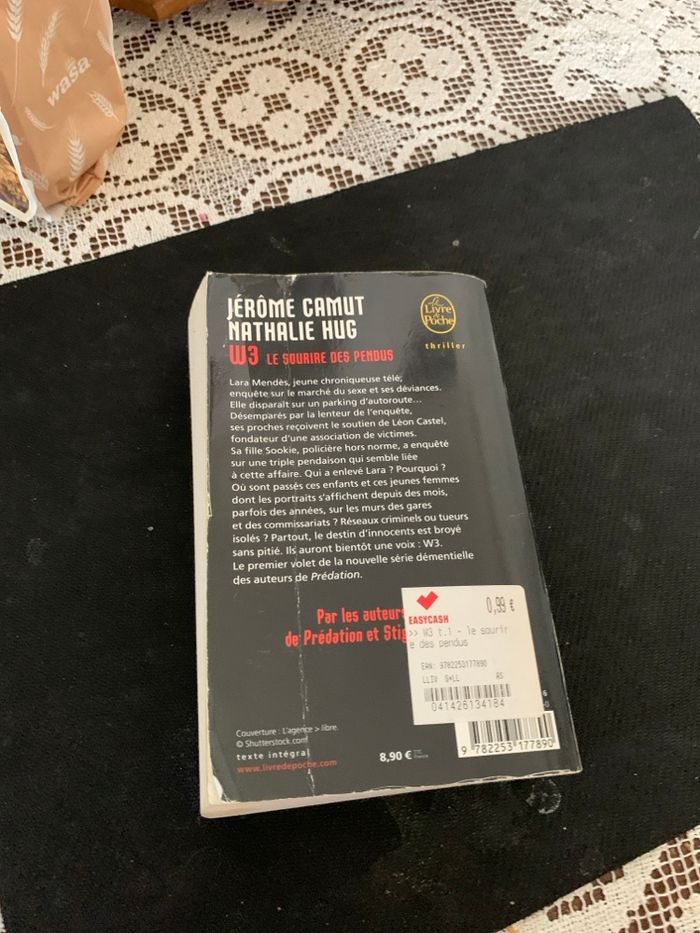 wasa
JÉRÔME CAMUT
NATHALIE HUG
W3 LE SOURIRE DES PENDUS
Le
Livre
de
Poche
thriller
Lara Mendès, jeune chroniqueuse télé,
enquête sur le marché du sexe et ses déviances.
Elle disparaît sur un parking d'autoroute…
Désemparés par la lenteur de l'enquête,
ses proches reçoivent le soutien de Léon Castel,
fondateur d'une association de victimes.
Sa fille Sookie, policière hors norme, a enquêté
sur une triple pendaison qui semble liée
à cette affaire. Qui a enlevé Lara ? Pourquoi ?
Où sont passés ces enfants et ces jeunes femmes
dont les portraits s'affichent depuis des mois,
parfois des années, sur les murs des gares
et des commissariats ? Réseaux criminels ou tueurs
isolés ? Partout, le destin d'innocents est broyé
sans pitié. Ils auront bientôt une voix : W3.
Le premier volet de la nouvelle série démentielle
des auteurs de Prédation.
Par les auteurs
de Prédation et Stig
EASYCASH
0,99 €
>> W3 t.1 - le sourir
e des pendus
EAN: 9782253177890
LLIV G+LL AS
041426134184
Couverture : L'agence > libre.
© Shutterstock.com
texte intégral
www.livredepoche.com
8,90 € TTC
France
9 782253 177890